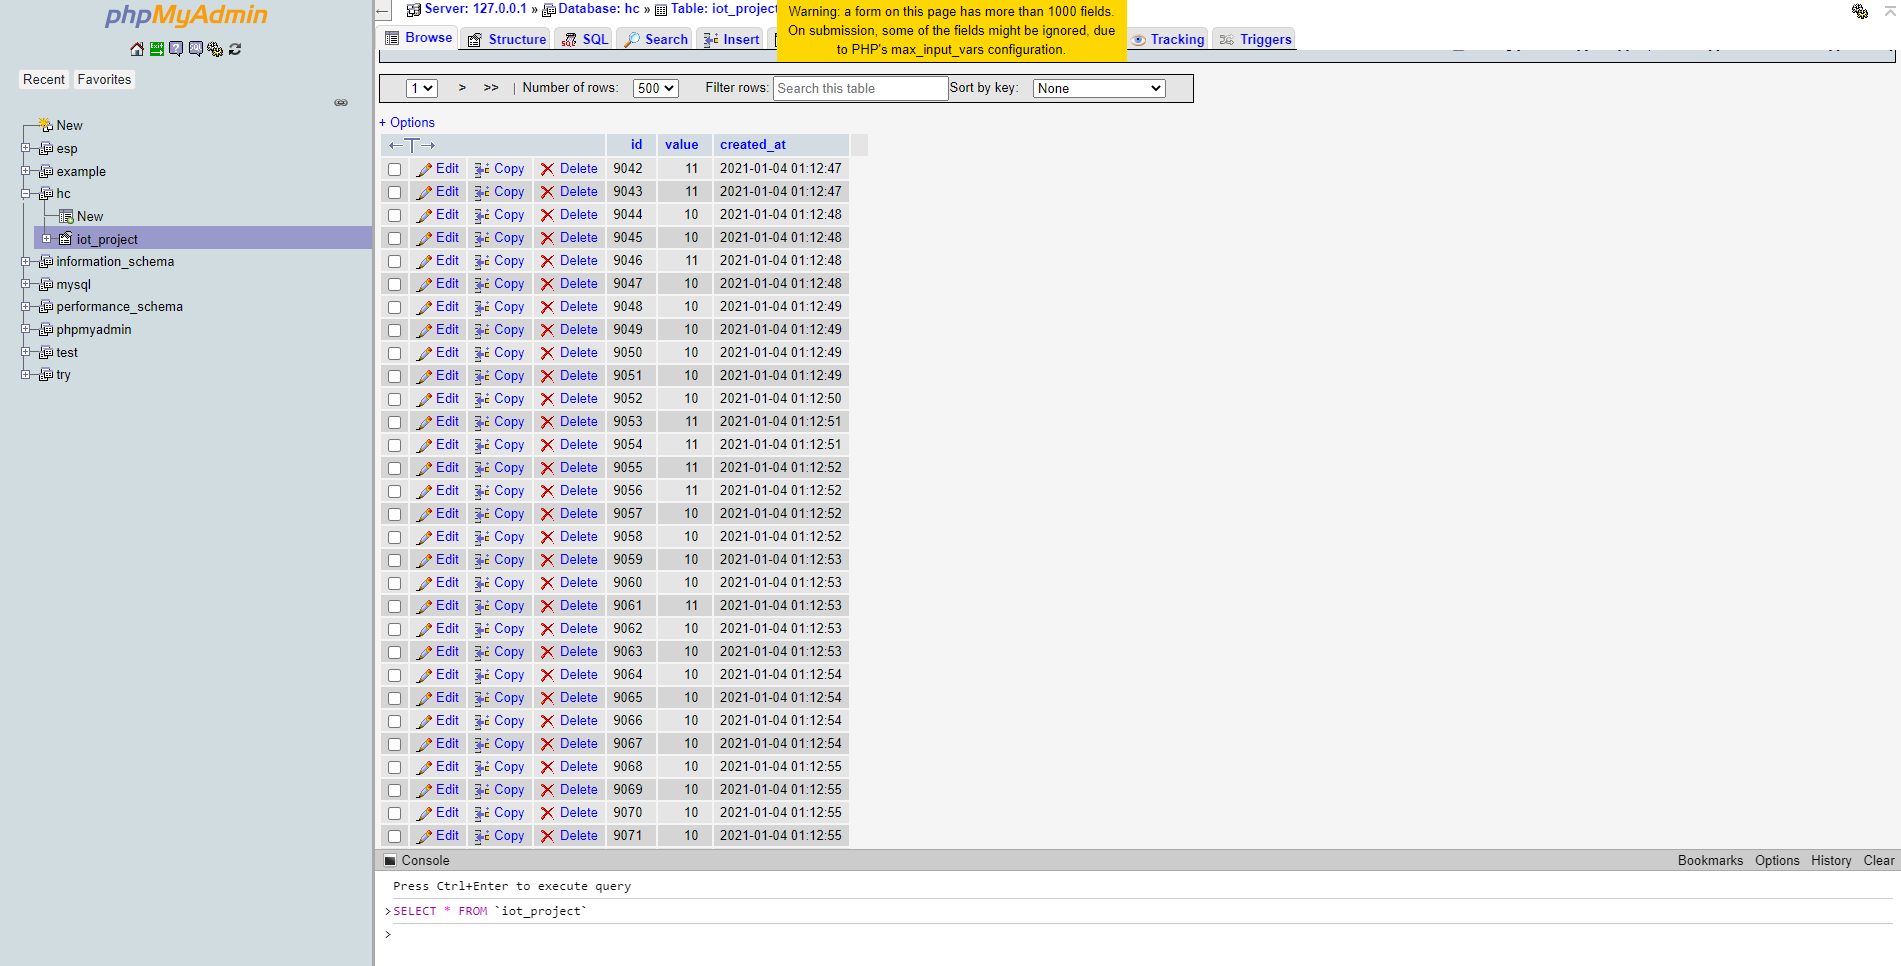 phpMyAdmin
Recent Favorites
New
esp
example
hc
New
iot_project
information_schema
mysql
performance_schema
phpmyadmin
test
try
Server: 127.0.0.1 » Database: hc » Table: iot_project
Warning: a form on this page has more than 1000 fields.
On submission, some of the fields might be ignored, due
to PHP's max_input_vars configuration.
Browse Structure SQL Search Insert Tracking Triggers
1 > >> | Number of rows: 500 Filter rows: Search this table Sort by key: None
+ Options
←T→ id value created_at
Edit Copy Delete 9042 11 2021-01-04 01:12:47
Edit Copy Delete 9043 11 2021-01-04 01:12:47
Edit Copy Delete 9044 10 2021-01-04 01:12:48
Edit Copy Delete 9045 10 2021-01-04 01:12:48
Edit Copy Delete 9046 11 2021-01-04 01:12:48
Edit Copy Delete 9047 10 2021-01-04 01:12:48
Edit Copy Delete 9048 10 2021-01-04 01:12:49
Edit Copy Delete 9049 10 2021-01-04 01:12:49
Edit Copy Delete 9050 10 2021-01-04 01:12:49
Edit Copy Delete 9051 10 2021-01-04 01:12:49
Edit Copy Delete 9052 10 2021-01-04 01:12:50
Edit Copy Delete 9053 11 2021-01-04 01:12:51
Edit Copy Delete 9054 11 2021-01-04 01:12:51
Edit Copy Delete 9055 11 2021-01-04 01:12:52
Edit Copy Delete 9056 11 2021-01-04 01:12:52
Edit Copy Delete 9057 10 2021-01-04 01:12:52
Edit Copy Delete 9058 10 2021-01-04 01:12:52
Edit Copy Delete 9059 10 2021-01-04 01:12:53
Edit Copy Delete 9060 10 2021-01-04 01:12:53
Edit Copy Delete 9061 11 2021-01-04 01:12:53
Edit Copy Delete 9062 10 2021-01-04 01:12:53
Edit Copy Delete 9063 10 2021-01-04 01:12:53
Edit Copy Delete 9064 10 2021-01-04 01:12:54
Edit Copy Delete 9065 10 2021-01-04 01:12:54
Edit Copy Delete 9066 10 2021-01-04 01:12:54
Edit Copy Delete 9067 10 2021-01-04 01:12:54
Edit Copy Delete 9068 10 2021-01-04 01:12:55
Edit Copy Delete 9069 10 2021-01-04 01:12:55
Edit Copy Delete 9070 10 2021-01-04 01:12:55
Edit Copy Delete 9071 10 2021-01-04 01:12:55
Console Bookmarks Options History Clear
Press Ctrl+Enter to execute query
>SELECT * FROM `iot_project`
>